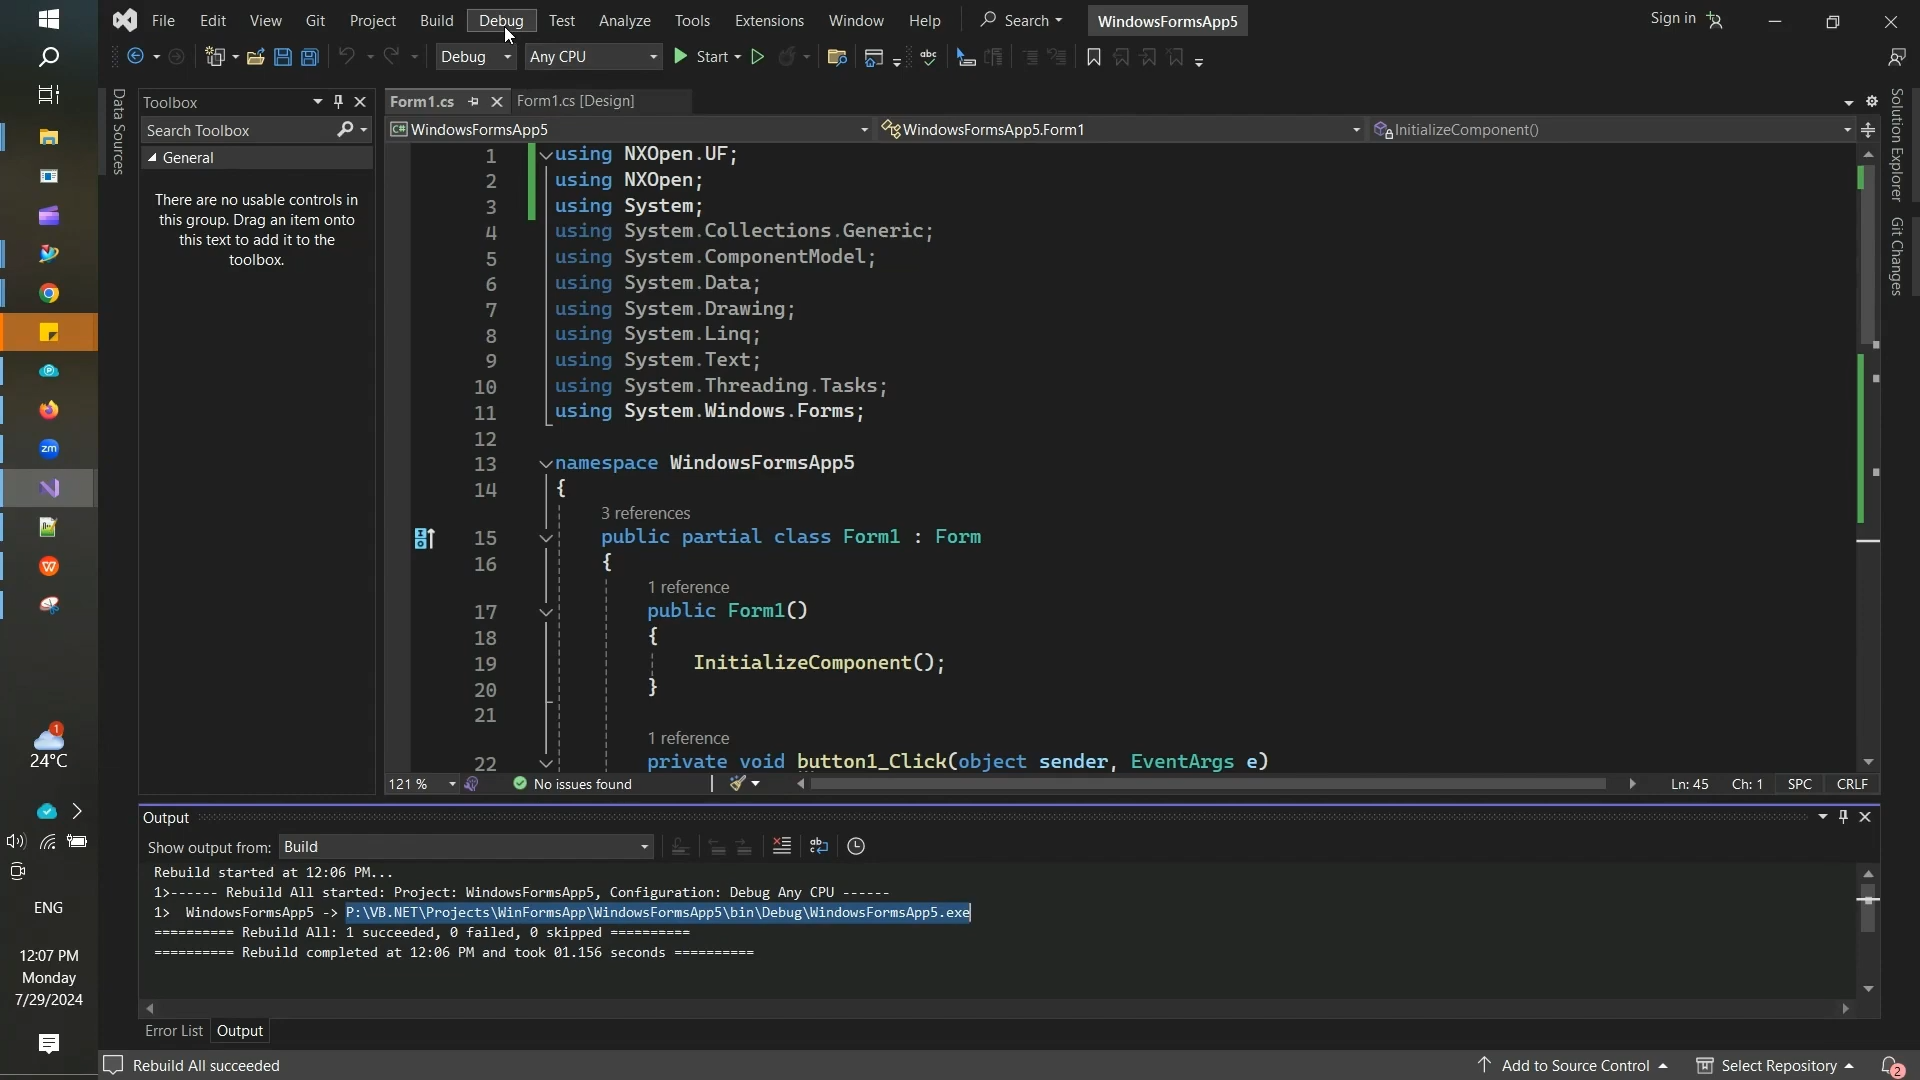 File Edit View Git Project Build Debug Test Analyze Tools Extensions Window Help Search WindowsFormsApp5 Sign in
Debug Any CPU Start
Data Sources
Toolbox
Search Toolbox
General
There are no usable controls in
this group. Drag an item onto
this text to add it to the
toolbox.
Form1.cs Form1.cs [Design]
WindowsFormsApp5 WindowsFormsApp5.Form1 InitializeComponent()
1 using NXOpen.UF;
2 using NXOpen;
3 using System;
4 using System.Collections.Generic;
5 using System.ComponentModel;
6 using System.Data;
7 using System.Drawing;
8 using System.Linq;
9 using System.Text;
10 using System.Threading.Tasks;
11 using System.Windows.Forms;
12
13 namespace WindowsFormsApp5
14 {
3 references
15 public partial class Form1 : Form
16 {
1 reference
17 public Form1()
18 {
19 InitializeComponent();
20 }
21
1 reference
22 private void button1_Click(object sender, EventArgs e)
121 % No issues found Ln: 45 Ch: 1 SPC CRLF
Solution Explorer
Git Changes
Output
Show output from: Build
Rebuild started at 12:06 PM...
1>------ Rebuild All started: Project: WindowsFormsApp5, Configuration: Debug Any CPU ------
1> WindowsFormsApp5 -> P:\VB.NET\Projects\WinFormsApp\WindowsFormsApp5\bin\Debug\WindowsFormsApp5.exe
========== Rebuild All: 1 succeeded, 0 failed, 0 skipped ==========
========== Rebuild completed at 12:06 PM and took 01.156 seconds ==========
Error List Output
Rebuild All succeeded Add to Source Control Select Repository 2
zm
W
1
24°C
ENG
12:07 PM
Monday
7/29/2024